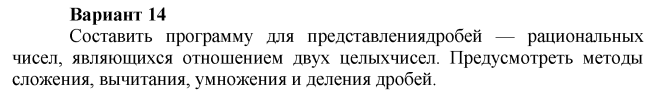 Вариант 14
Составить программу для представлениядробей — рациональных
чисел, являющихся отношением двух целыхчисел. Предусмотреть методы
сложения, вычитания, умножения и деления дробей.